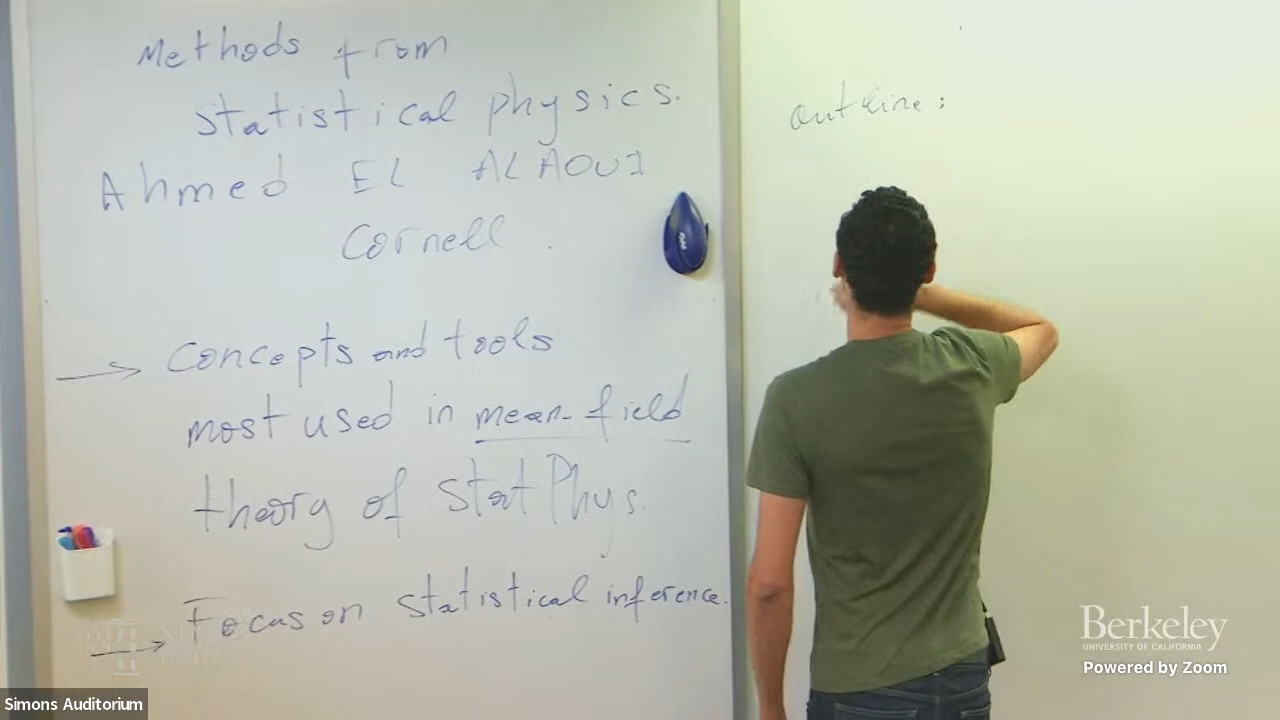 Methods from
statistical physics.
Ahmed EL ALAOUI
Cornell.
→ Concepts and tools
most used in mean-field
theory of Stat Phys.
→ Focus on statistical inference.
outline:
Berkeley
UNIVERSITY OF CALIFORNIA
Powered by Zoom
Simons Auditorium